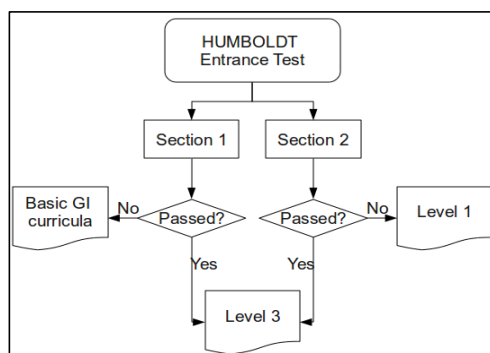 HUMBOLDT
Entrance Test
Section 1
Section 2
Basic GI
curricula
No
Passed?
Passed?
No
Level 1
Yes
Yes
Level 3